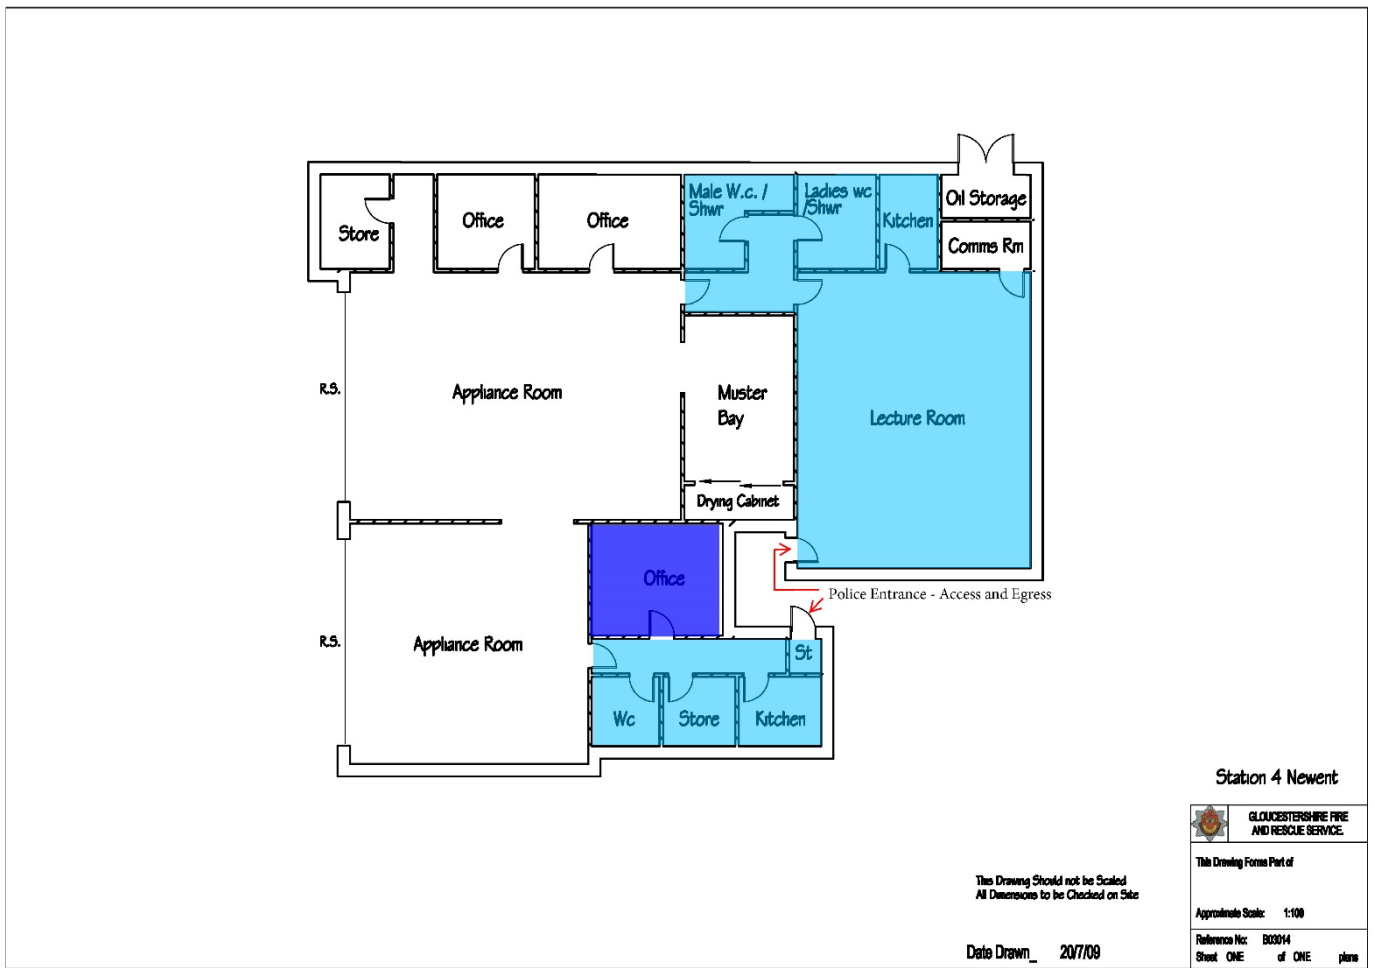 Male W.c. /
Shwr
Ladies wc
/Shwr
Kitchen
Oil Storage
Store
Office
Office
Comms Rm
R.S.
Appliance Room
Muster
Bay
Lecture Room
Drying Cabinet
Office
Police Entrance - Access and Egress
R.S.
Appliance Room
St
Wc
Store
Kitchen
Station 4 Newent
GLOUCESTERSHIRE FIRE
AND RESCUE SERVICE.
This Drawing Forms Part of
This Drawing Should not be Scaled
All Dimensions to be Checked on Site
Approximate Scale: 1:100
Date Drawn_ 20/7/09
Reference No: B03014
Sheet ONE of ONE plans